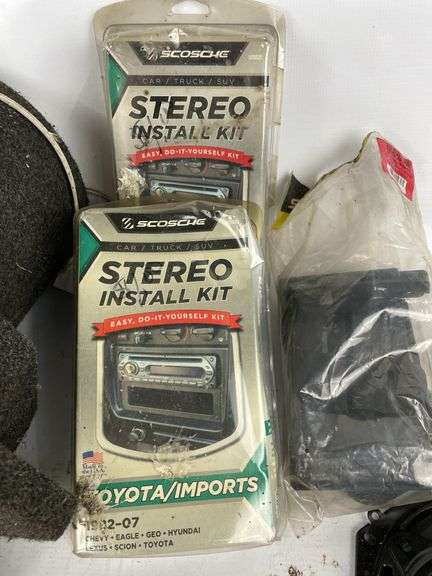 SCOSCHE
CAR / TRUCK / SUV
STEREO
INSTALL KIT
EASY, DO-IT-YOURSELF KIT
SCOSCHE
CAR / TRUCK / SUV
STEREO
INSTALL KIT
EASY, DO-IT-YOURSELF KIT
TOYOTA/IMPORTS
1982-07
CHEVY • EAGLE • GEO • HYUNDAI
LEXUS • SCION • TOYOTA